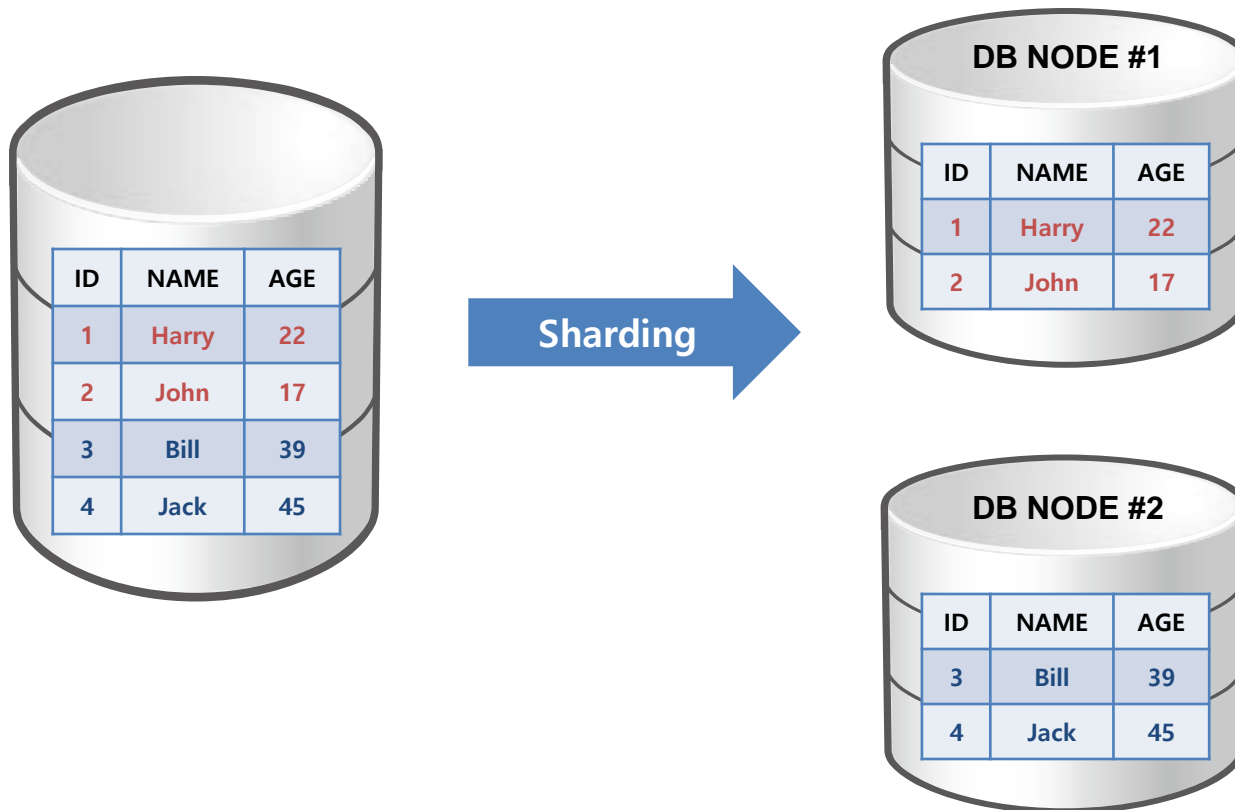 ID NAME AGE
1 Harry 22
2 John 17
3 Bill 39
4 Jack 45
Sharding
DB NODE #1
ID NAME AGE
1 Harry 22
2 John 17
DB NODE #2
ID NAME AGE
3 Bill 39
4 Jack 45